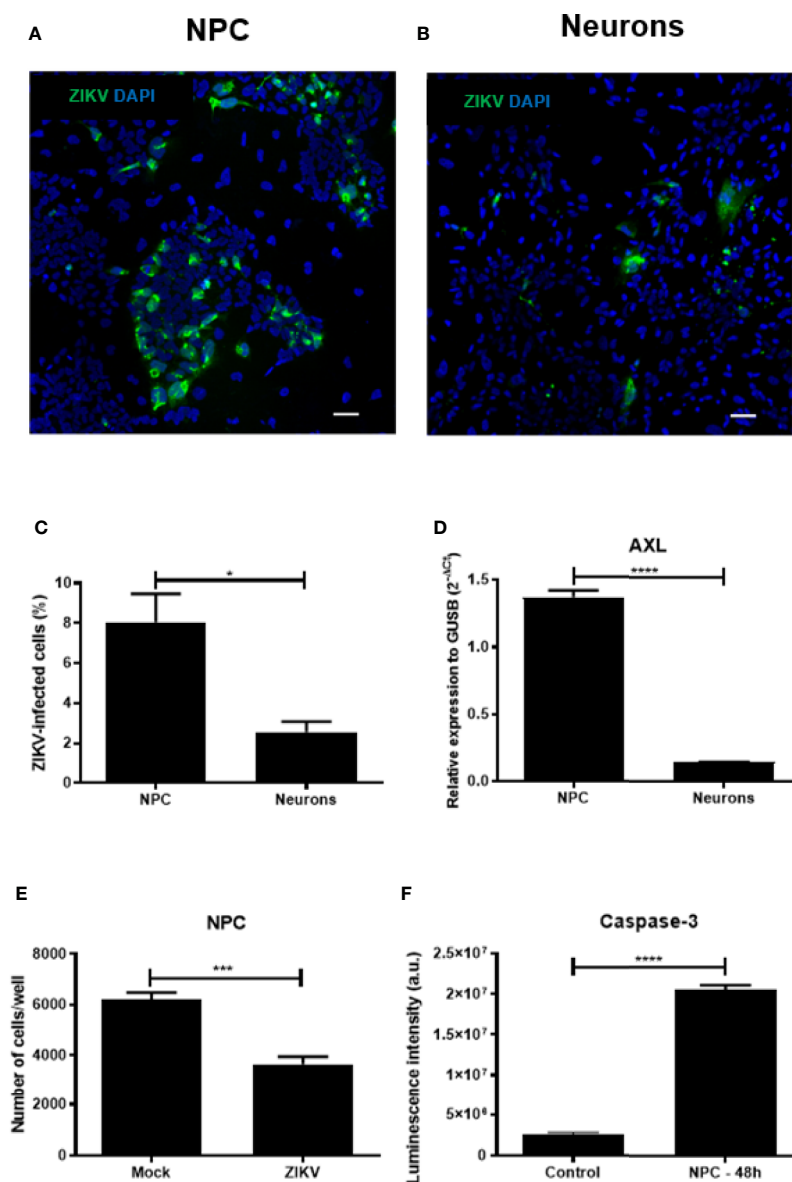 A
NPC
B
Neurons
ZIKV DAPI
ZIKV DAPI
C
ZIKV-infected cells (%)
10
8
6
4
2
0
*
NPC
Neurons
D
AXL
Relative expression to GUSB (2^-ΔCt)
1.5
1.0
0.5
0.0
****
NPC
Neurons
E
NPC
Number of cells/well
8000
6000
4000
2000
0
***
Mock
ZIKV
F
Caspase-3
Luminescence intensity (a.u.)
2.5×10⁷
2×10⁷
1×10⁷
5×10⁶
0
****
Control
NPC - 48h